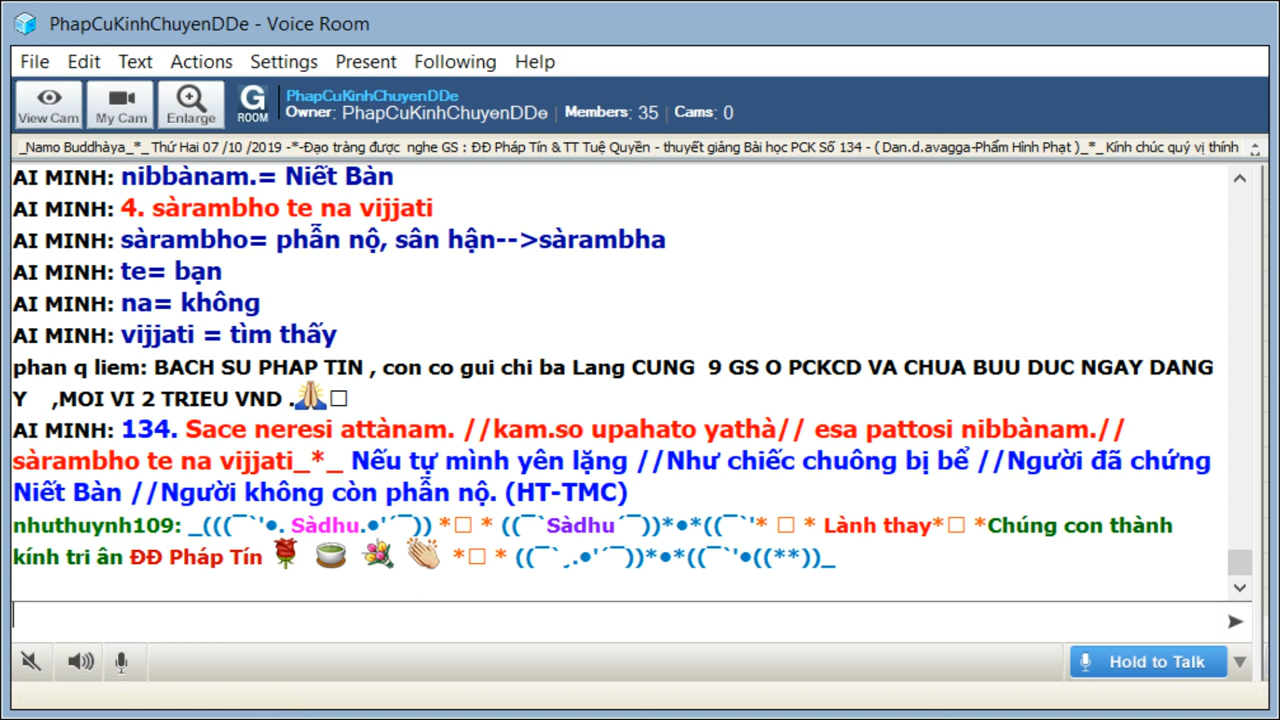 PhapCuKinhChuyenDDe - Voice Room
File Edit Text Actions Settings Present Following Help
View Cam My Cam Enlarge G ROOM PhapCuKinhChuyenDDe
Owner: PhapCuKinhChuyenDDe | Members: 35 | Cams: 0
_Namo Buddhàya_*_ Thứ Hai 07 /10 /2019 -*-Đạo tràng được nghe GS : ĐĐ Pháp Tín & TT Tuệ Quyền - thuyết giảng Bài học PCK Số 134 - ( Dan.d.avagga-Phẩm Hình Phạt )_*_ Kính chúc quý vị thính
AI MINH: nibbànam.= Niết Bàn
AI MINH: 4. sàrambho te na vijjati
AI MINH: sàrambho= phẫn nộ, sân hận-->sàrambha
AI MINH: te= bạn
AI MINH: na= không
AI MINH: vijjati = tìm thấy
phan q liem: BACH SU PHAP TIN , con co gui chi ba Lang CUNG 9 GS O PCKCD VA CHUA BUU DUC NGAY DANG
Y ,MOI VI 2 TRIEU VND .🙏□
AI MINH: 134. Sace neresi attànam. //kam.so upahato yathà// esa pattosi nibbànam.//
sàrambho te na vijjati_*_ Nếu tự mình yên lặng //Như chiếc chuông bị bể //Người đã chứng
Niết Bàn //Người không còn phẫn nộ. (HT-TMC)
nhuthuynh109: _(((¯`'●. Sàdhu.●'´¯)) *□ * ((¯`Sàdhu´¯))*●*((¯`'* □ * Lành thay*□ *Chúng con thành
kính tri ân ĐĐ Pháp Tín 🌹 🍵 💐 👏 *□ * ((¯`¸.●'´¯))*●*((¯`'●((**))_
Hold to Talk